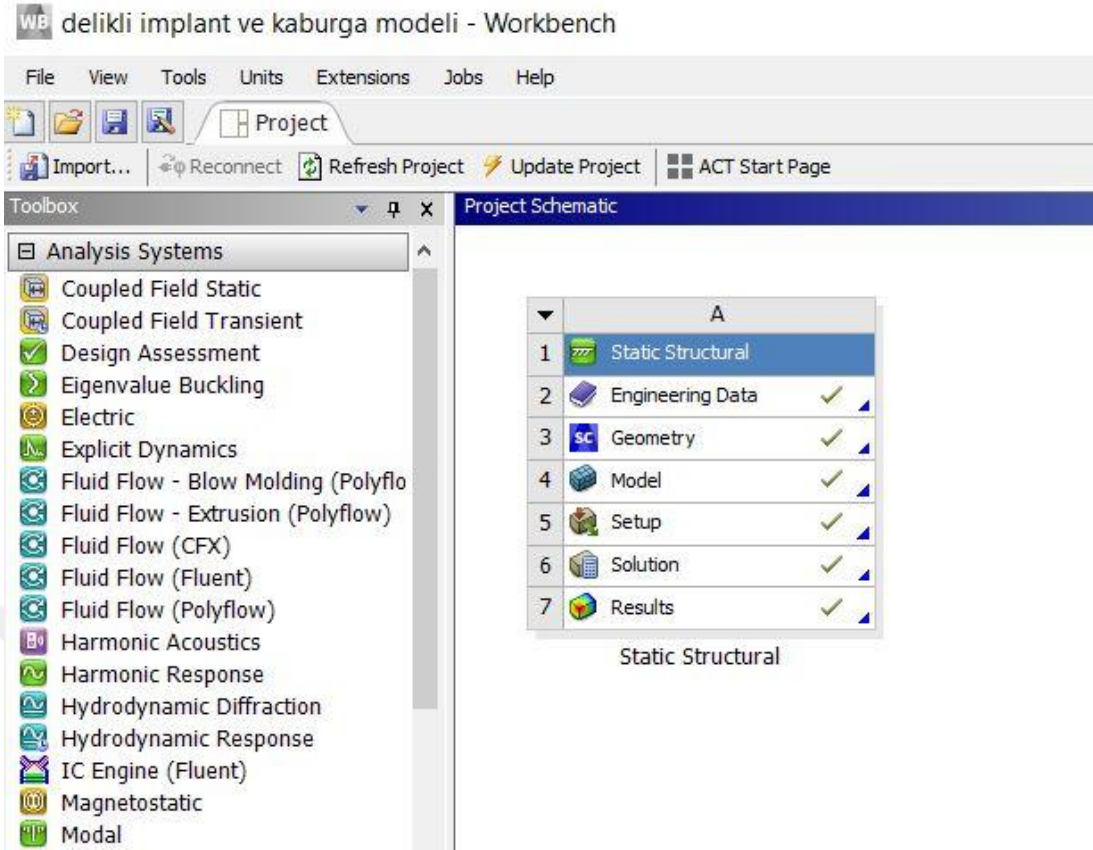 WB delikli implant ve kaburga modeli - Workbench
File View Tools Units Extensions Jobs Help
Project
Import... Reconnect Refresh Project Update Project ACT Start Page
Toolbox
Project Schematic
Analysis Systems
Coupled Field Static
Coupled Field Transient
Design Assessment
Eigenvalue Buckling
Electric
Explicit Dynamics
Fluid Flow - Blow Molding (Polyflo
Fluid Flow - Extrusion (Polyflow)
Fluid Flow (CFX)
Fluid Flow (Fluent)
Fluid Flow (Polyflow)
Harmonic Acoustics
Harmonic Response
Hydrodynamic Diffraction
Hydrodynamic Response
IC Engine (Fluent)
Magnetostatic
Modal
A
1 Static Structural
2 Engineering Data
3 SC Geometry
4 Model
5 Setup
6 Solution
7 Results
Static Structural